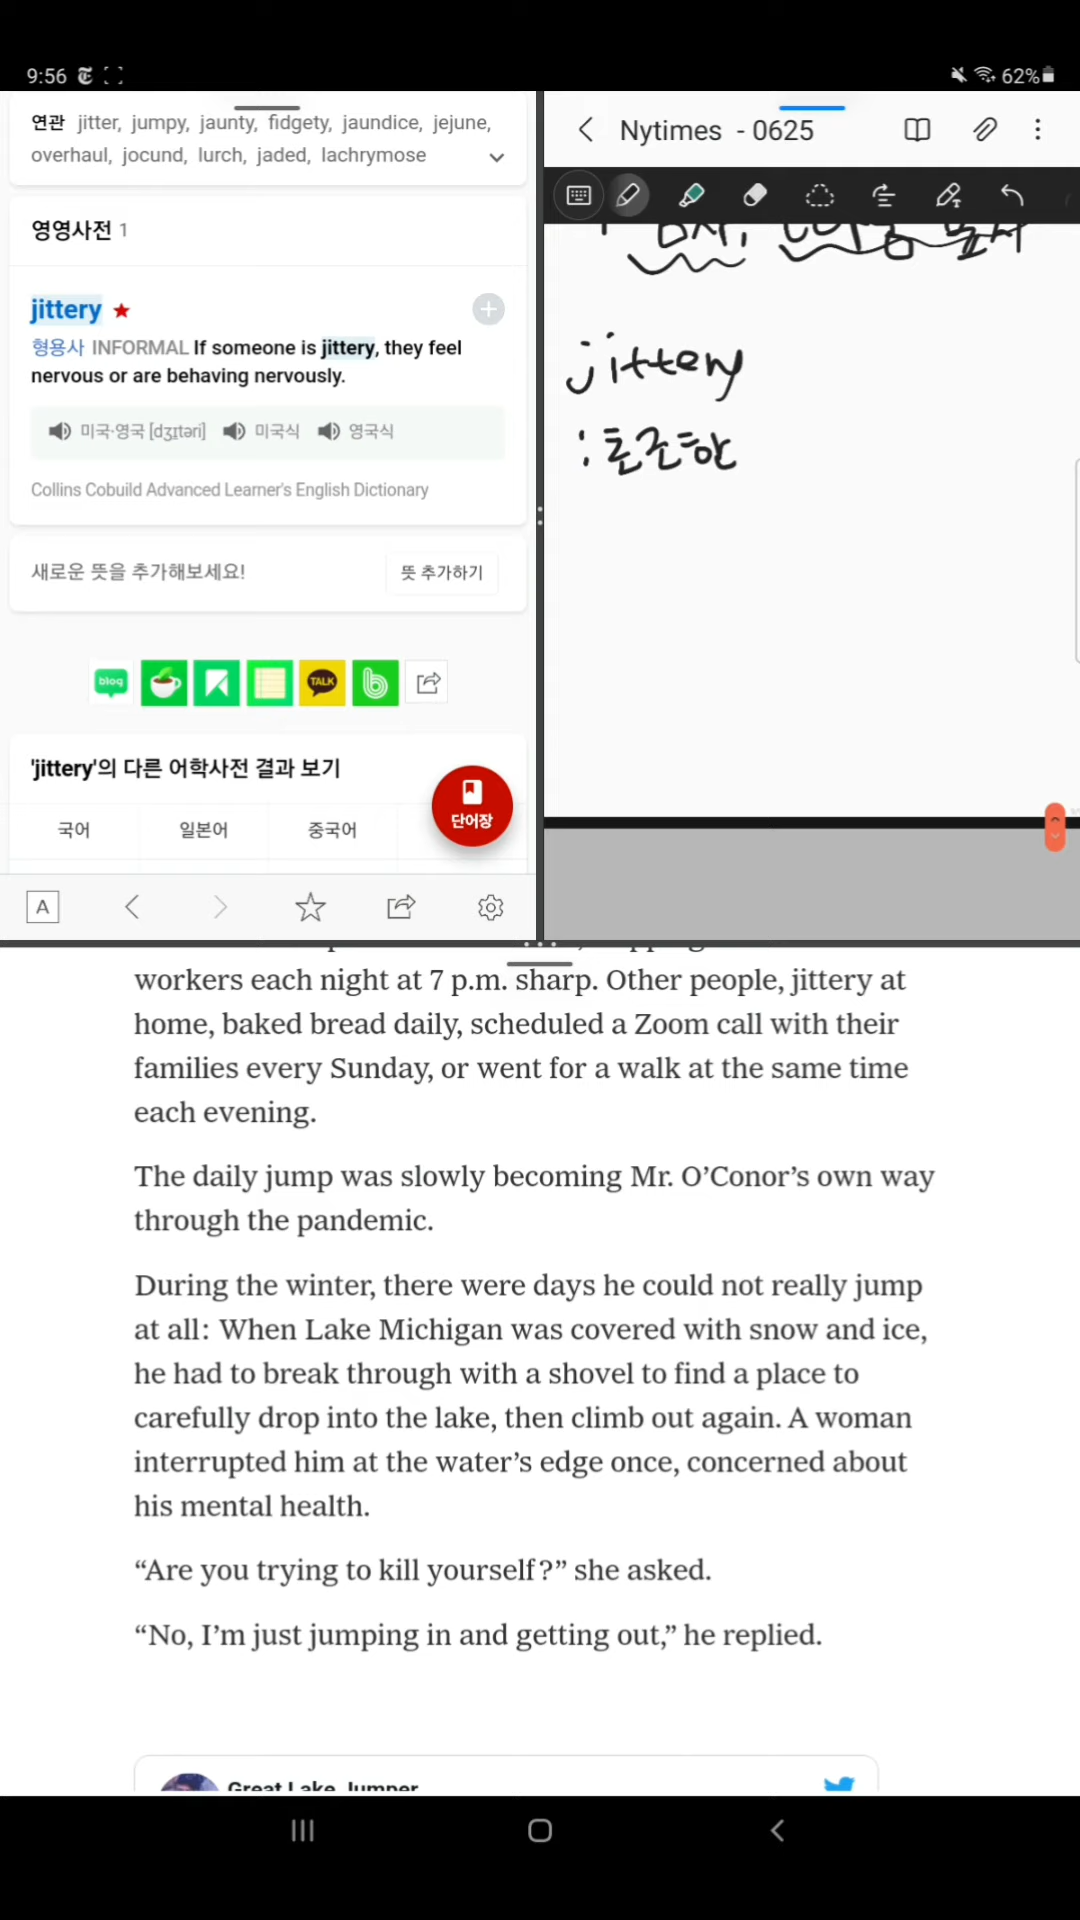 9:56
62%
연관 jitter, jumpy, jaunty, fidgety, jaundice, jejune,
overhaul, jocund, lurch, jaded, lachrymose
영영사전 1
jittery ★
형용사 INFORMAL If someone is jittery, they feel
nervous or are behaving nervously.
미국·영국 [dʒɪtəri] 미국식 영국식
Collins Cobuild Advanced Learner's English Dictionary
새로운 뜻을 추가해보세요! 뜻 추가하기
blog
TALK
b
'jittery'의 다른 어학사전 결과 보기
단어장
국어 일본어 중국어
A
Nytimes - 0625
jittery
: 초조한
workers each night at 7 p.m. sharp. Other people, jittery at
home, baked bread daily, scheduled a Zoom call with their
families every Sunday, or went for a walk at the same time
each evening.
The daily jump was slowly becoming Mr. O’Conor’s own way
through the pandemic.
During the winter, there were days he could not really jump
at all: When Lake Michigan was covered with snow and ice,
he had to break through with a shovel to find a place to
carefully drop into the lake, then climb out again. A woman
interrupted him at the water’s edge once, concerned about
his mental health.
“Are you trying to kill yourself?” she asked.
“No, I’m just jumping in and getting out,” he replied.
Great Lake Jumper